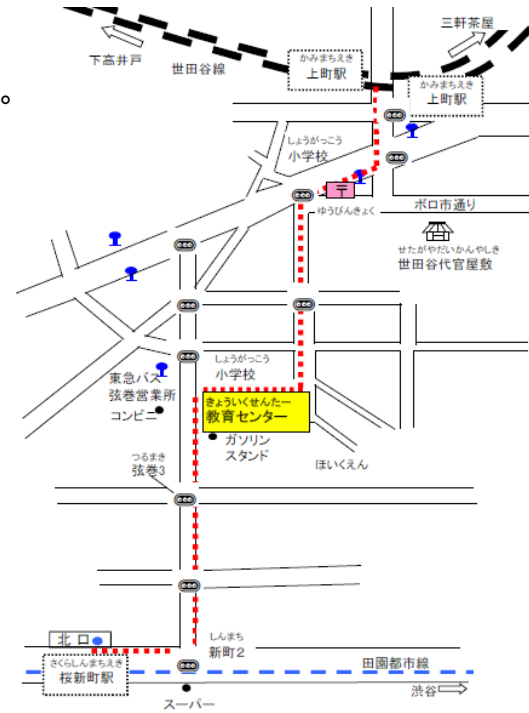 三軒茶屋
下高井戸
世田谷線
かみまちえき
上町駅
かみまちえき
上町駅
。
しょうがっこう
小学校
〒
ゆうびんきょく
ボロ市通り
せたがやだいかんやしき
世田谷代官屋敷
しょうがっこう
小学校
東急バス
弦巻営業所
コンビニ
きょういくせんたー
教育センター
ガソリン
スタンド
ほいくえん
つるまき
弦巻3
しんまち
新町2
北口
さくらしんまちえき
桜新町駅
田園都市線
渋谷
スーパー